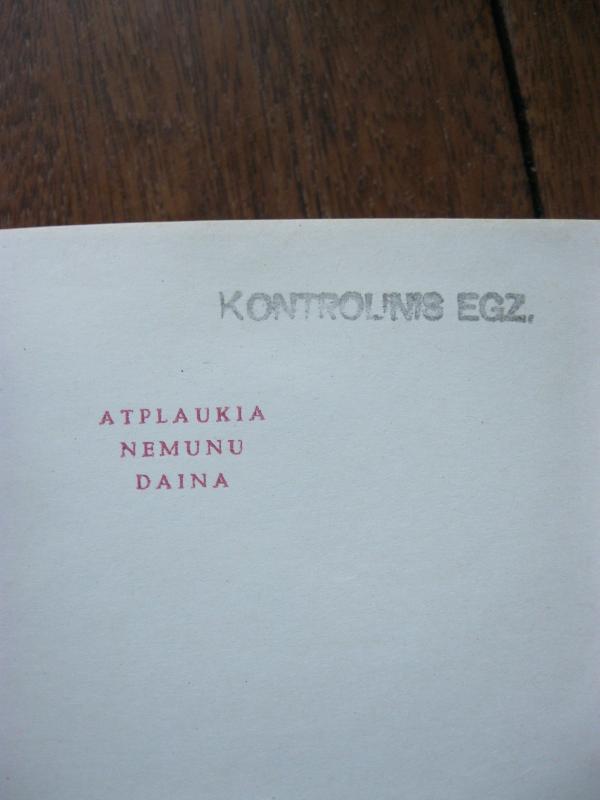 KONTROLINIS EGZ.
ATPLAUKIA
NEMUNU
DAINA